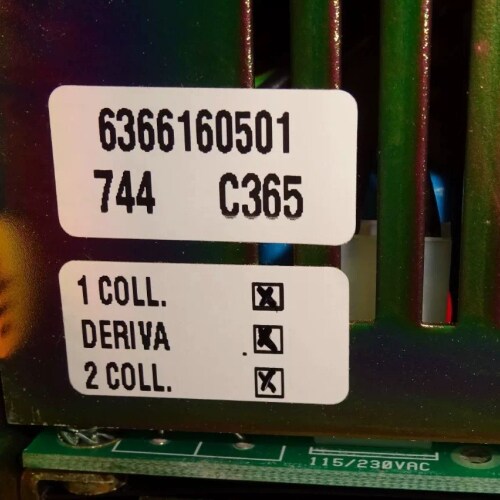 6366160501
744 C365
1 COLL.
DERIVA
2 COLL.
115/230VAC